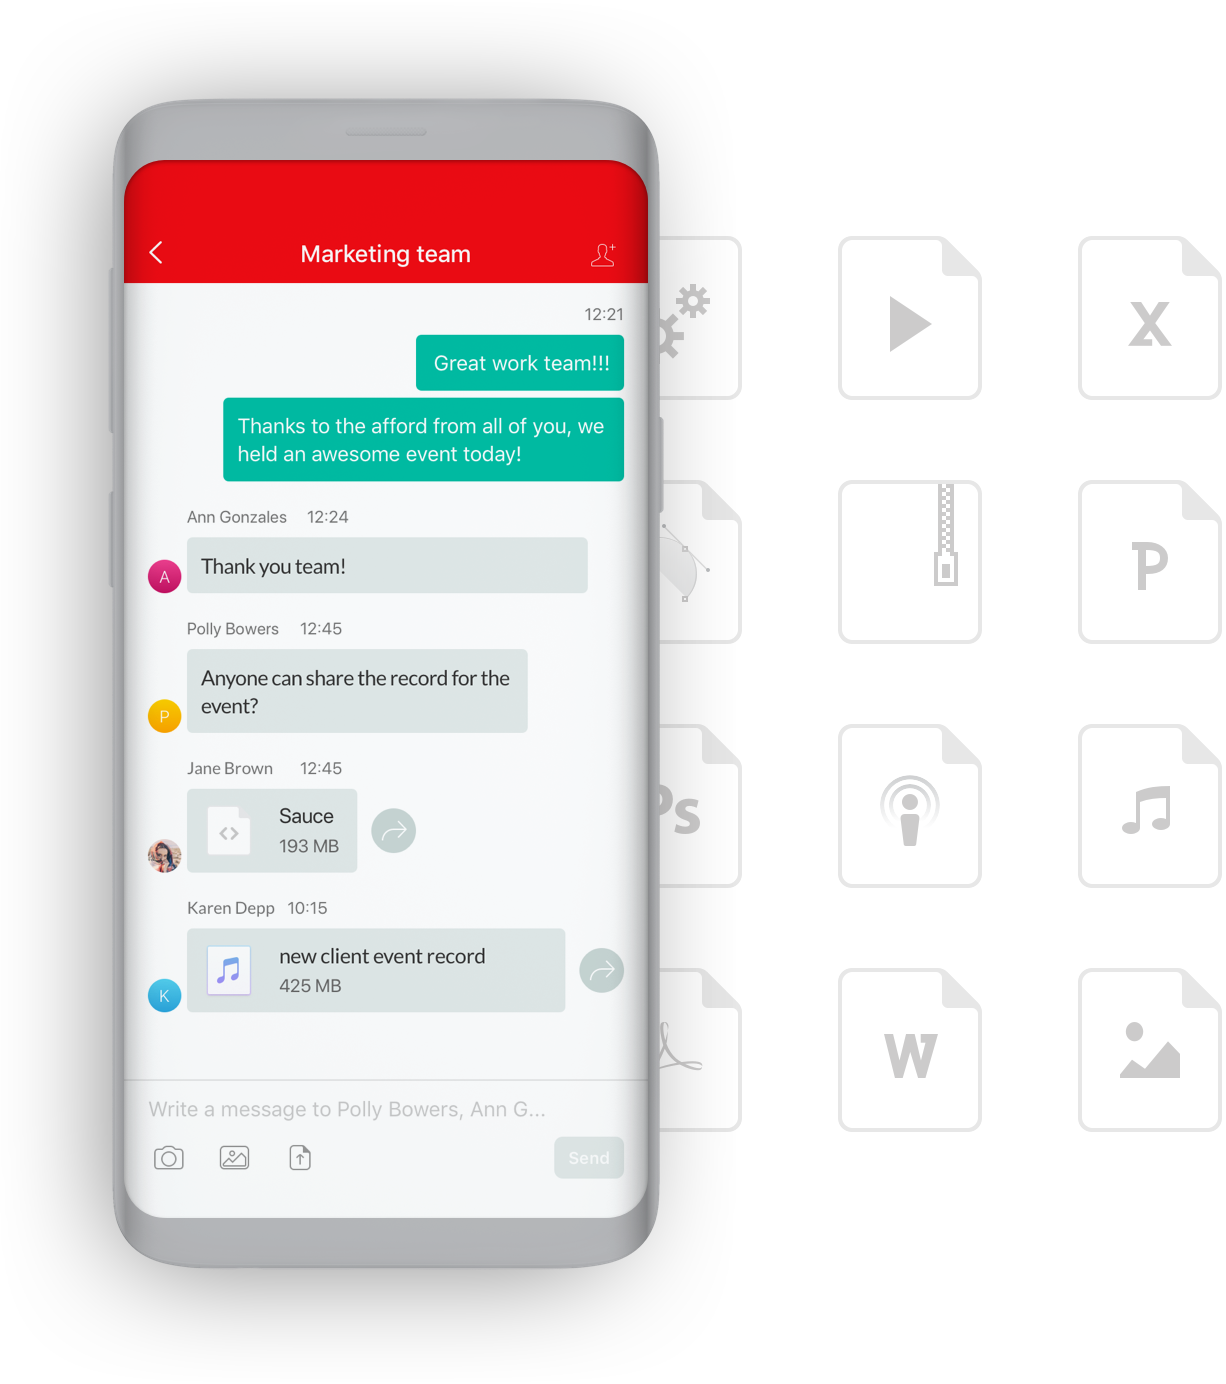 Marketing team
12:21
Great work team!!!
Thanks to the afford from all of you, we
held an awesome event today!
Ann Gonzales 12:24
A
Thank you team!
Polly Bowers 12:45
Anyone can share the record for the
event?
P
Jane Brown 12:45
Sauce
193 MB
Karen Depp 10:15
new client event record
425 MB
K
Write a message to Polly Bowers, Ann G...
Send
X
P
Ps
W